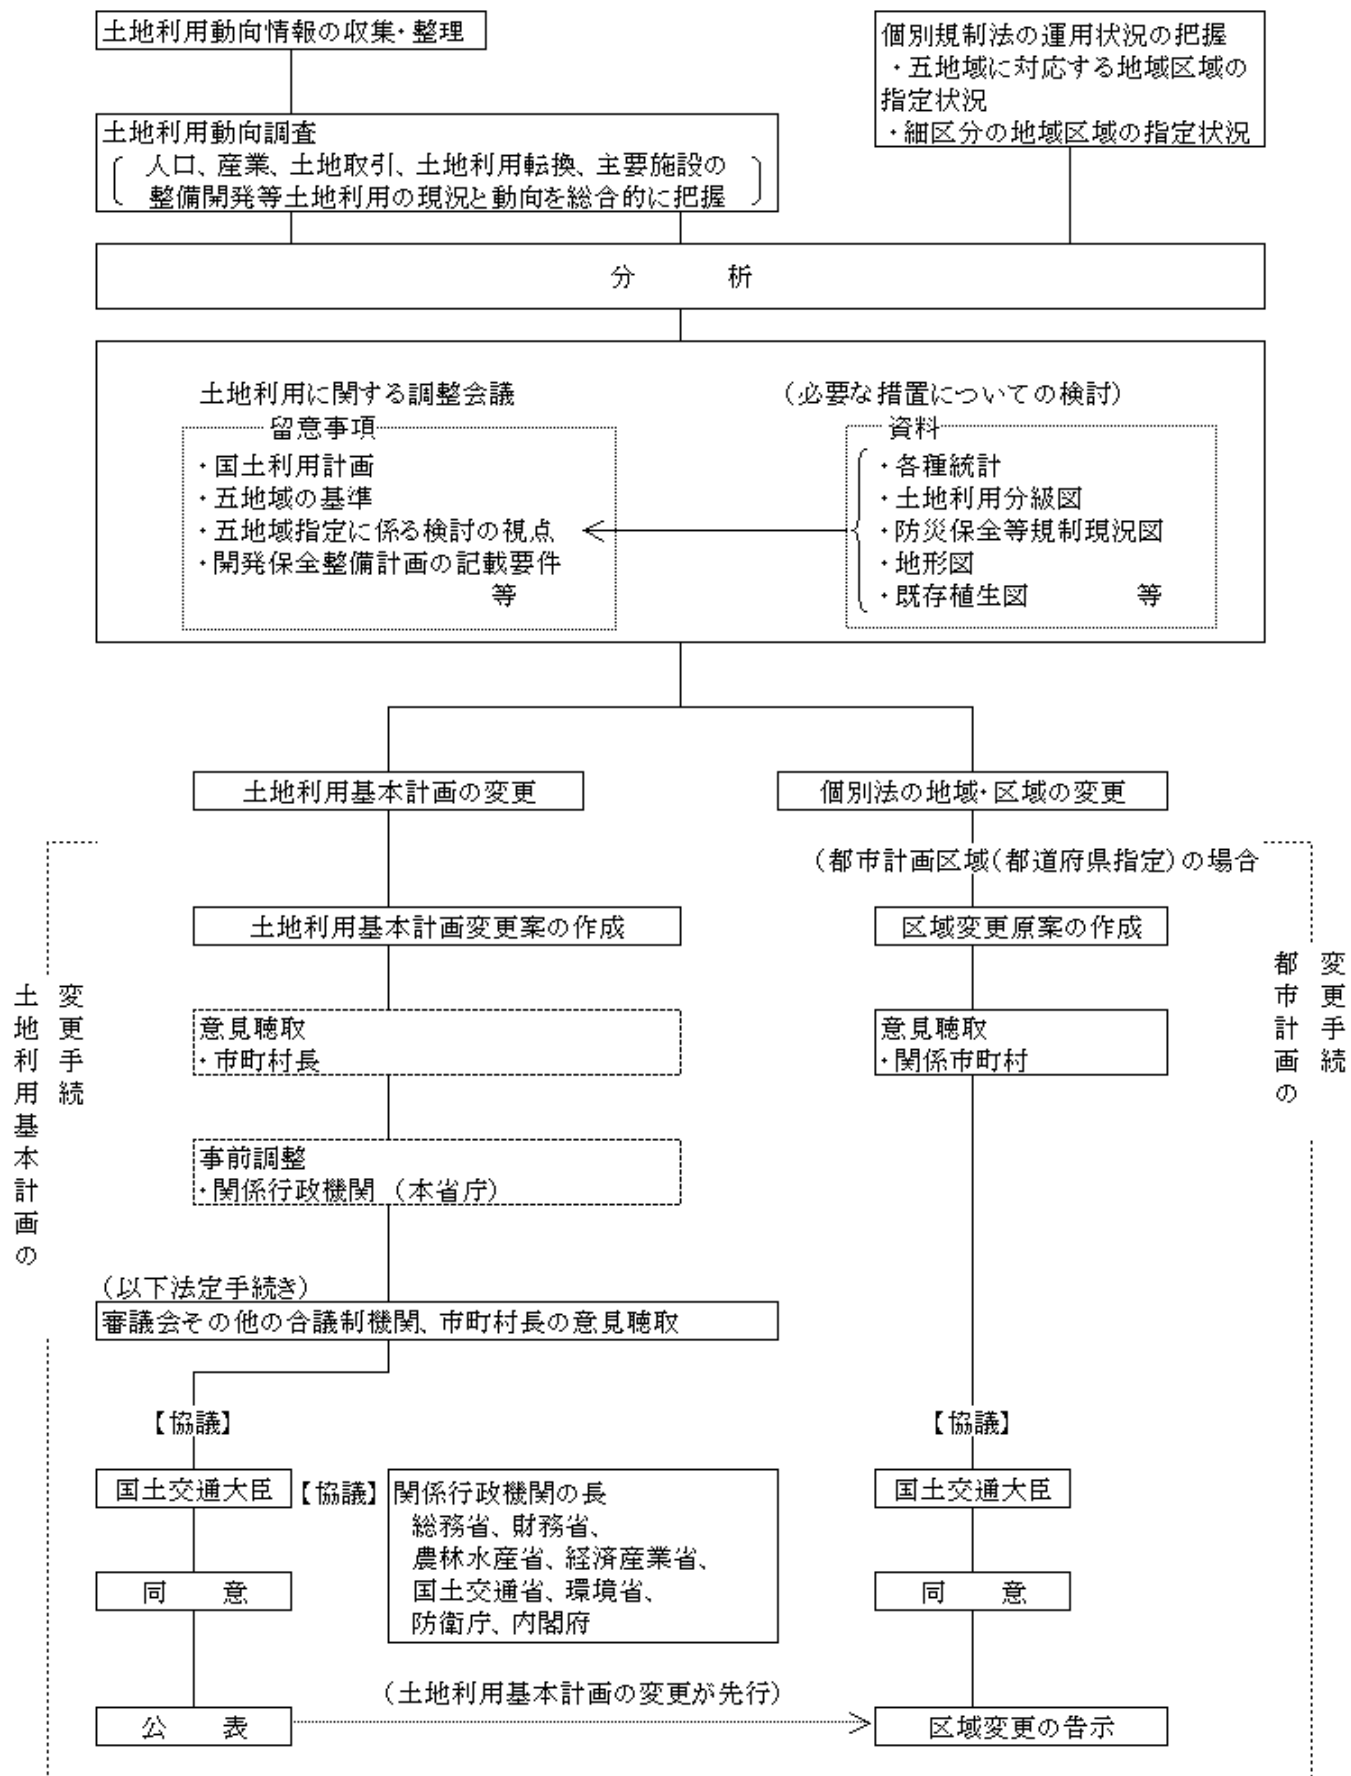 土地利用動向情報の収集・整理
個別規制法の運用状況の把握
・五地域に対応する地域区域の
指定状況
・細区分の地域区域の指定状況
土地利用動向調査
人口、産業、土地取引、土地利用転換、主要施設の
整備開発等土地利用の現況と動向を総合的に把握
分　析
土地利用に関する調整会議
（必要な措置についての検討）
留意事項
・国土利用計画
・五地域の基準
・五地域指定に係る検討の視点
・開発保全整備計画の記載要件
等
資料
・各種統計
・土地利用分級図
・防災保全等規制現況図
・地形図
・既存植生図　等
土地利用基本計画の変更
個別法の地域・区域の変更
（都市計画区域（都道府県指定）の場合
土地利用基本計画変更案の作成
区域変更原案の作成
土地利用基本計画の
変更手続
都市計画の
変更手続
意見聴取
・市町村長
意見聴取
・関係市町村
事前調整
・関係行政機関（本省庁）
（以下法定手続き）
審議会その他の合議制機関、市町村長の意見聴取
【協議】
【協議】
国土交通大臣
【協議】
関係行政機関の長
総務省、財務省、
農林水産省、経済産業省、
国土交通省、環境省、
防衛庁、内閣府
国土交通大臣
同　意
同　意
（土地利用基本計画の変更が先行）
公　表
区域変更の告示